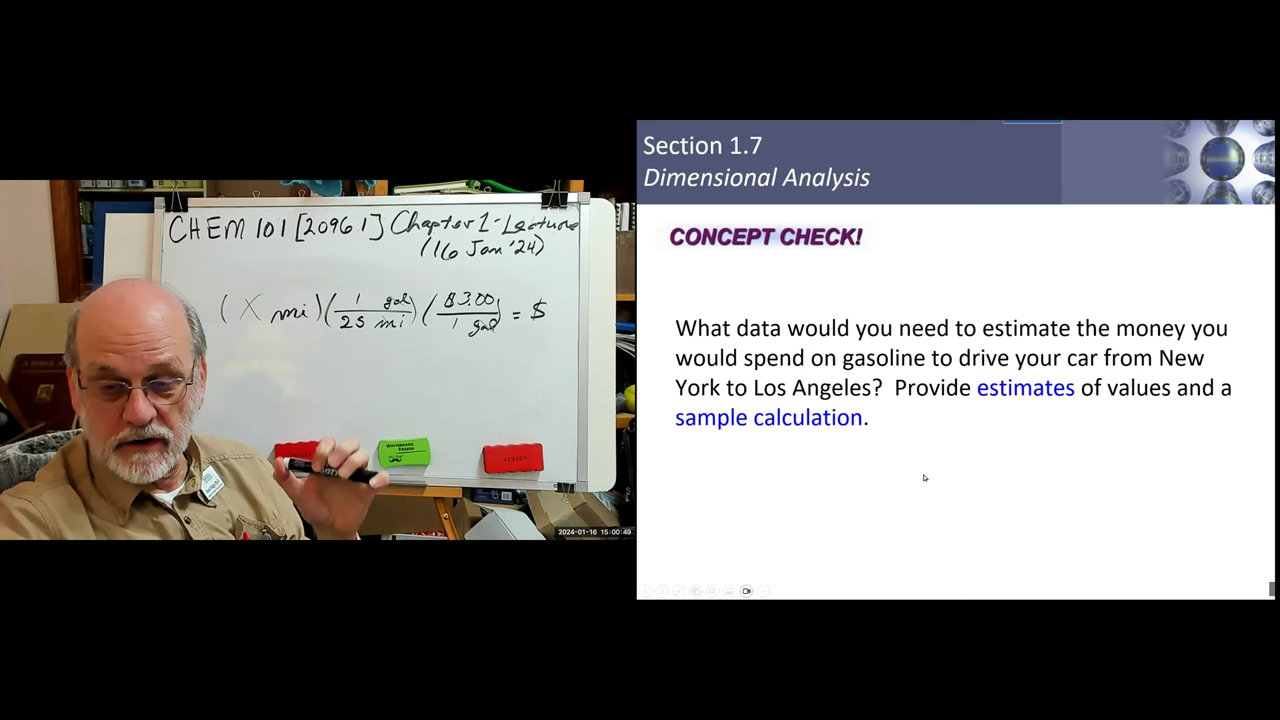 CHEM 101 [20961] Chapter 1 - Lecture
(16 Jan '24)
(X mi)(1 gal/25 mi)($3.00/1 gal) = $
WHITEBOARD
ERASER
2024-01-16 15:00:49
Section 1.7
Dimensional Analysis
CONCEPT CHECK!
What data would you need to estimate the money you
would spend on gasoline to drive your car from New
York to Los Angeles? Provide estimates of values and a
sample calculation.